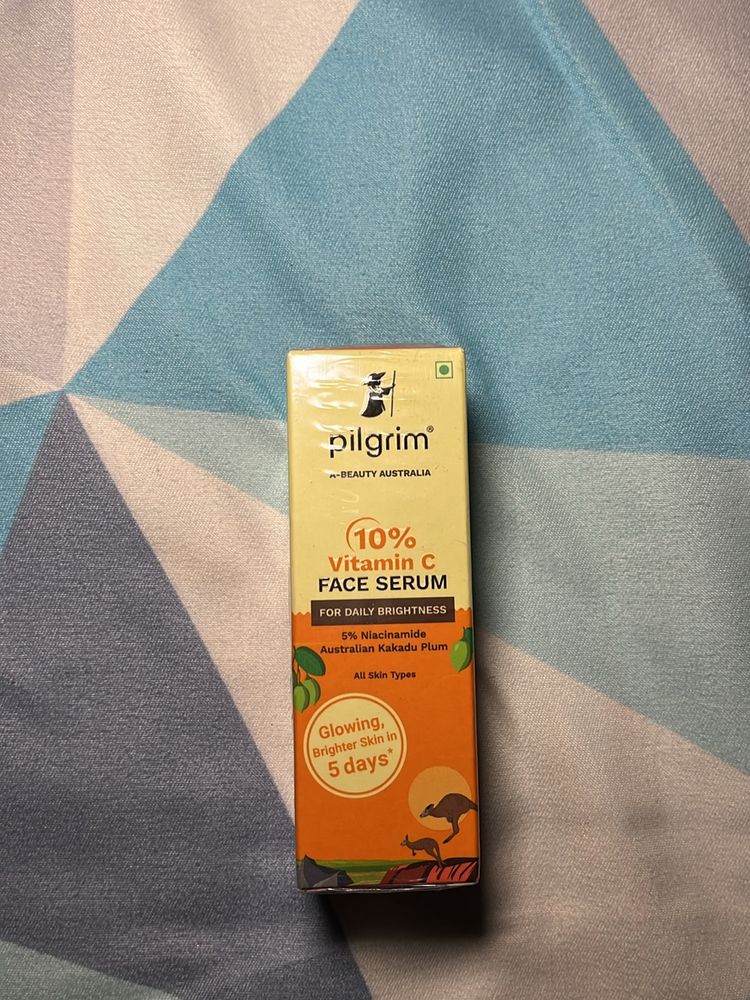 pilgrim®
A-BEAUTY AUSTRALIA
10%
Vitamin C
FACE SERUM
FOR DAILY BRIGHTNESS
5% Niacinamide
Australian Kakadu Plum
All Skin Types
Glowing,
Brighter Skin in
5 days*